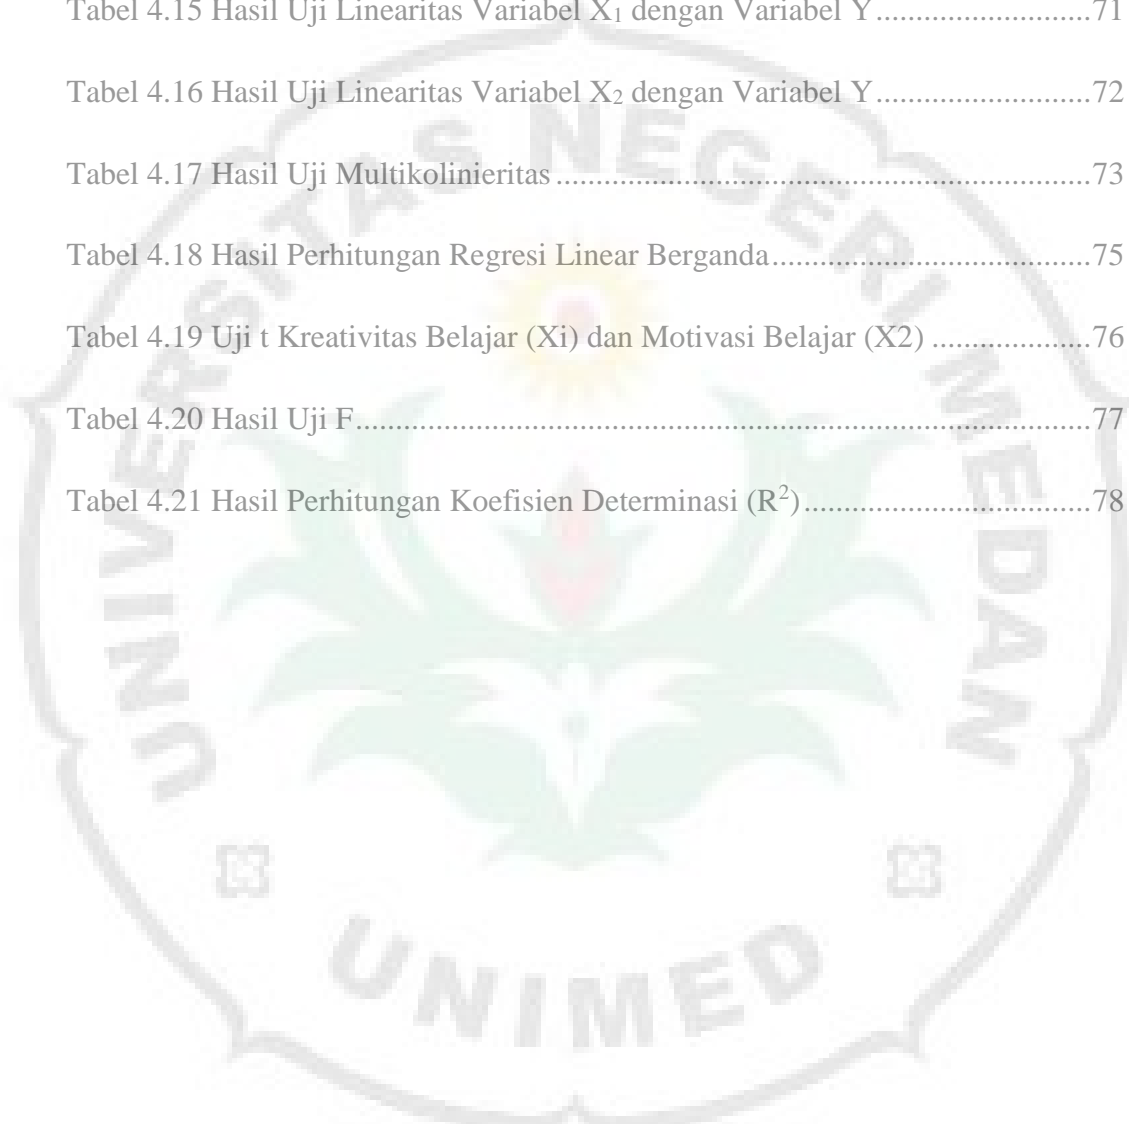 Tabel 4.15 Hasil Uji Linearitas Variabel X₁ dengan Variabel Y...........................71
Tabel 4.16 Hasil Uji Linearitas Variabel X₂ dengan Variabel Y...........................72
Tabel 4.17 Hasil Uji Multikolinieritas...................................................................73
Tabel 4.18 Hasil Perhitungan Regresi Linear Berganda........................................75
Tabel 4.19 Uji t Kreativitas Belajar (Xi) dan Motivasi Belajar (X2) ....................76
Tabel 4.20 Hasil Uji F............................................................................................77
Tabel 4.21 Hasil Perhitungan Koefisien Determinasi (R²)....................................78
UNIVERSITAS NEGERI MEDAN
UNIMED